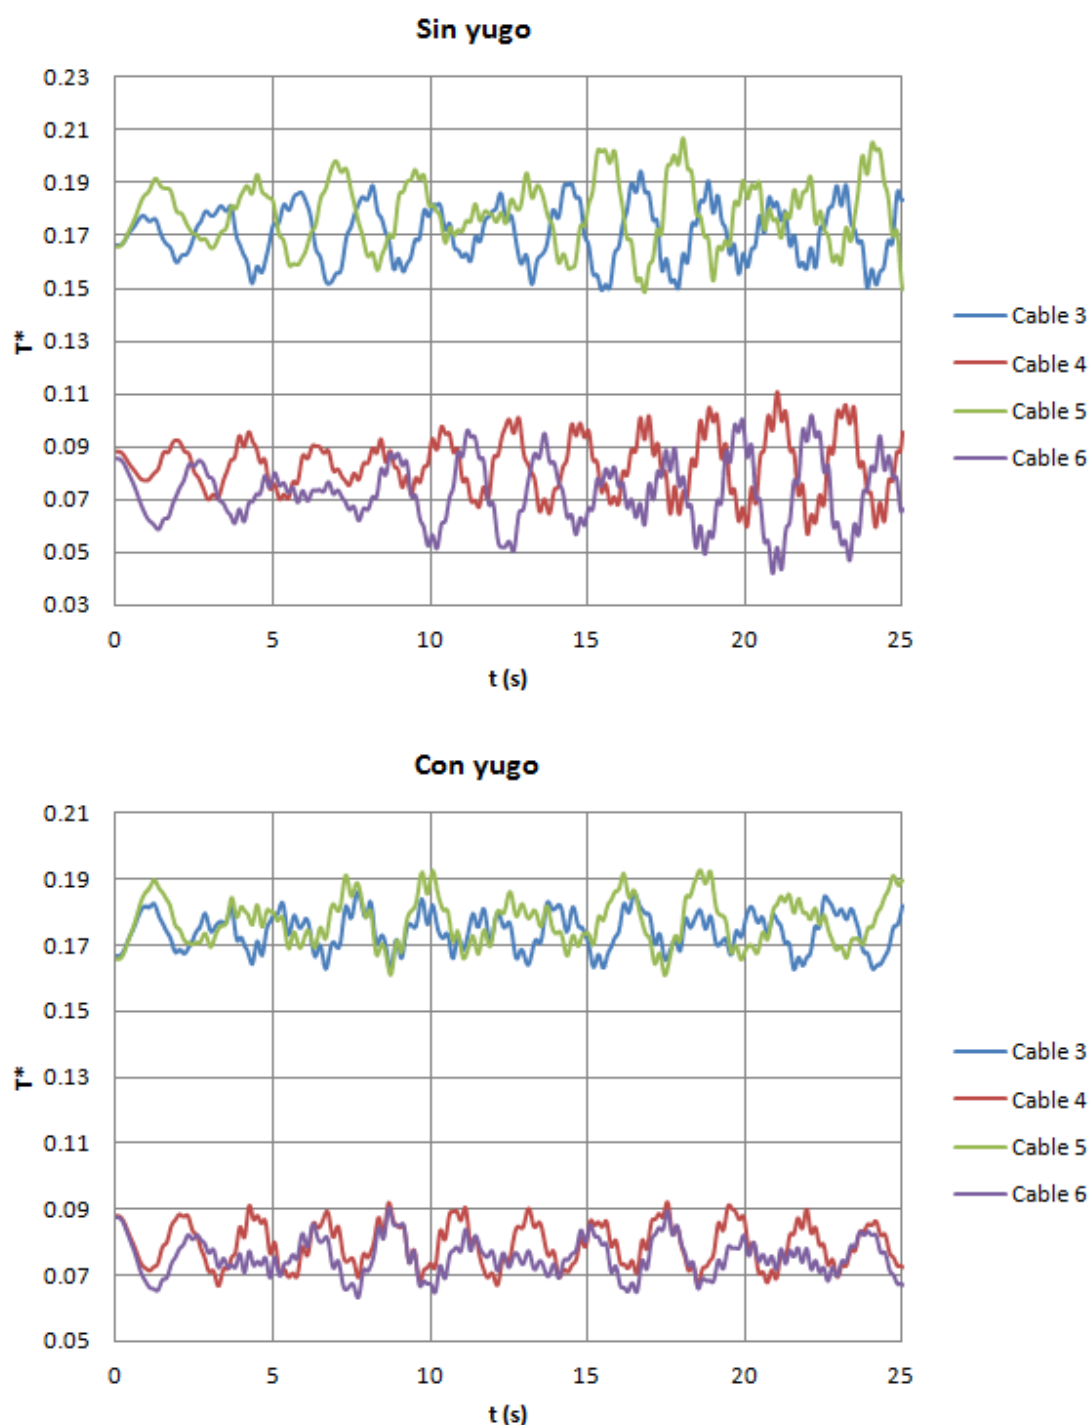 Sin yugo
0.23
0.21
0.19
0.17
0.15
0.13
0.11
0.09
0.07
0.05
0.03
T*
0 5 10 15 20 25
t (s)
Cable 3
Cable 4
Cable 5
Cable 6
Con yugo
0.21
0.19
0.17
0.15
0.13
0.11
0.09
0.07
0.05
T*
0 5 10 15 20 25
t (s)
Cable 3
Cable 4
Cable 5
Cable 6